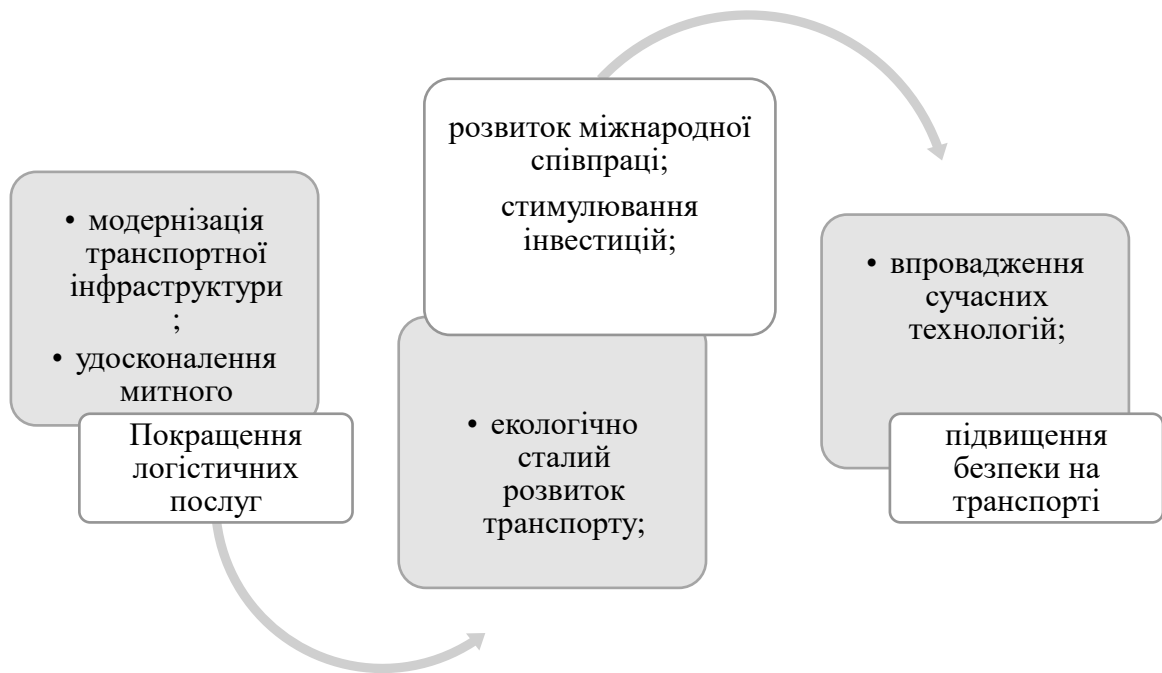 • модернізація
транспортної
інфраструктури
;
• удосконалення
митного
Покращення
логістичних
послуг
розвиток міжнародної
співпраці;
стимулювання
інвестицій;
• екологічно
сталий
розвиток
транспорту;
• впровадження
сучасних
технологій;
підвищення
безпеки на
транспорті